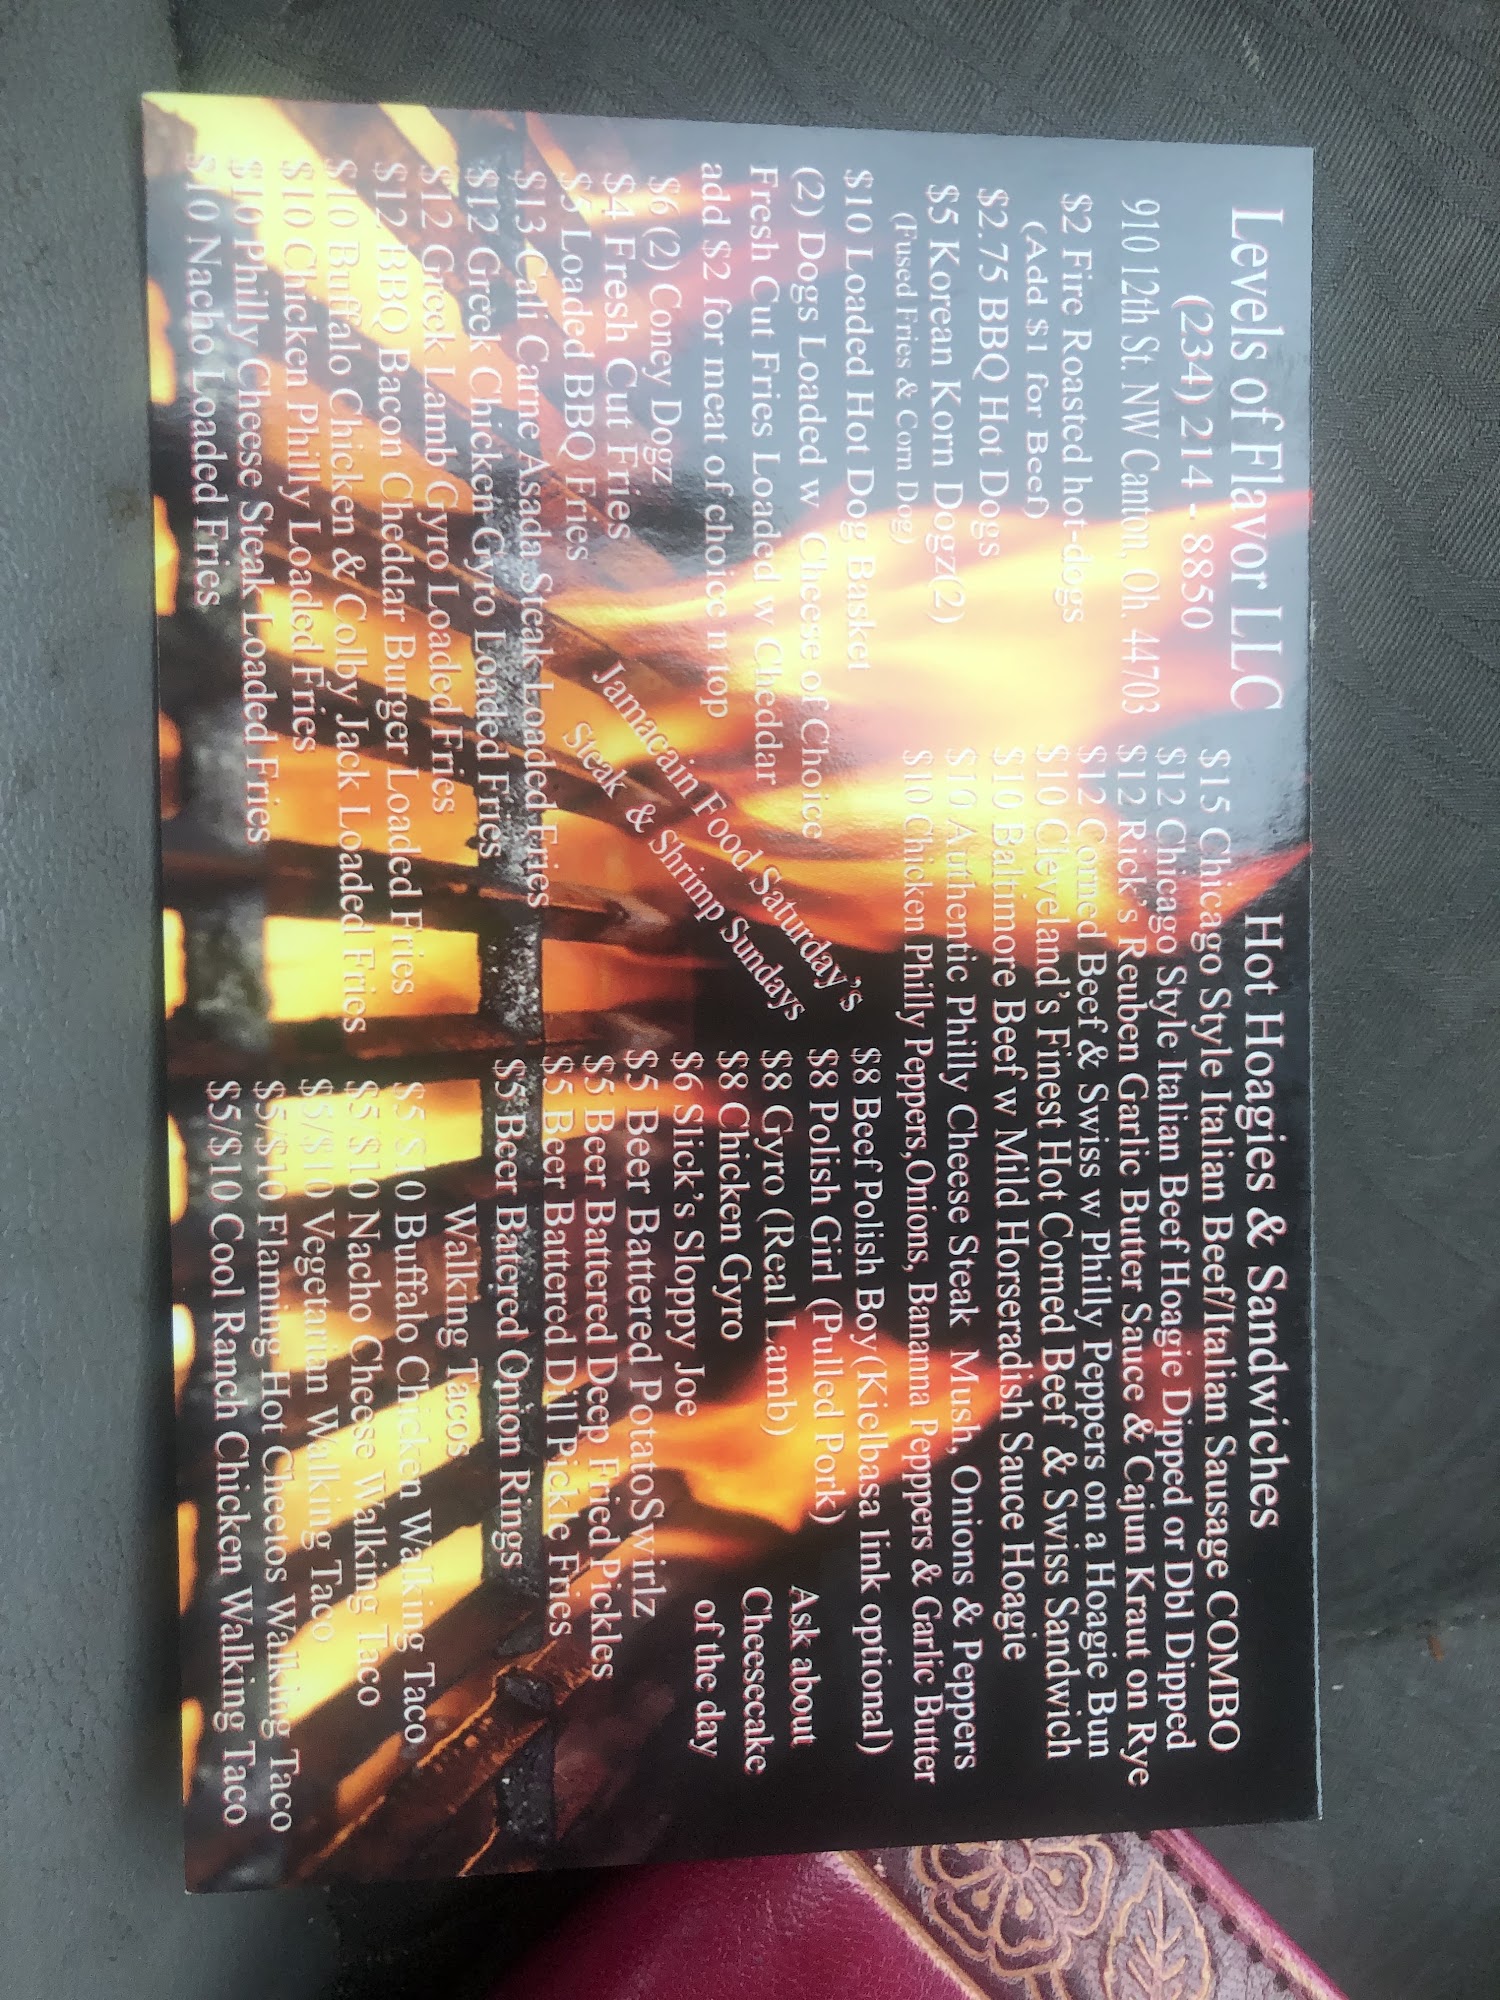 Levels of Flavor LLC
(234) 214 - 8850
910 12th St. NW Canton, Oh. 44703
$2 Fire Roasted hot-dogs
(Add $1 for Beef)
$2.75 BBQ Hot Dogs
$5 Korean Korn Dogz(2)
(Fused Fries & Corn Dog)
$10 Loaded Hot Dog Basket
(2) Dogs Loaded w Cheese of Choice
Fresh Cut Fries Loaded w Cheddar
add $2 for meat of choice n top
$6 (2) Coney Dogz
$4 Fresh Cut Fries
$5 Loaded BBQ Fries
$13 Cali Carne Asada Steak Loaded Fries
$12 Greek Chicken Gyro Loaded Fries
$12 Greek Lamb Gyro Loaded Fries
$12 BBQ Bacon Cheddar Burger Loaded Fries
$10 Buffalo Chicken & Colby Jack Loaded Fries
$10 Chicken Philly Loaded Fries
$10 Philly Cheese Steak Loaded Fries
$10 Nacho Loaded Fries
Jamacain Food Saturday's
Steak & Shrimp Sundays
Hot Hoagies & Sandwiches
$15 Chicago Style Italian Beef/Italian Sausage COMBO
$12 Chicago Style Italian Beef Hoagie Dipped or Dbl Dipped
$12 Rick's Reuben Garlic Butter Sauce & Cajun Kraut on Rye
$12 Corned Beef & Swiss w Philly Peppers on a Hoagie Bun
$10 Cleveland's Finest Hot Corned Beef & Swiss Sandwich
$10 Baltimore Beef w Mild Horseradish Sauce Hoagie
$10 Authentic Philly Cheese Steak Mush, Onions & Peppers
$10 Chicken Philly Peppers,Onions, Bananna Pepppers & Garlic Butter
$8 Beef Polish Boy(Kielbasa link optional)
$8 Polish Girl (Pulled Pork)
$8 Gyro (Real Lamb)
$8 Chicken Gyro
$6 Slick's Sloppy Joe
$5 Beer Battered PotatoSwirlz
$5 Beer Battered Deep Fried Pickles
$5 Beer Battered Dill Pickle Fries
$5 Beer Batered Onion Rings
Ask about
Cheesecake
of the day
Walking Tacos
$5/$10 Buffalo Chicken Walking Taco
$5/$10 Nacho Cheese Walking Taco
$5/$10 Vegetarian Walking Taco
$5/$10 Flaming Hot Cheetos Walking Taco
$5/$10 Cool Ranch Chicken Walking Taco